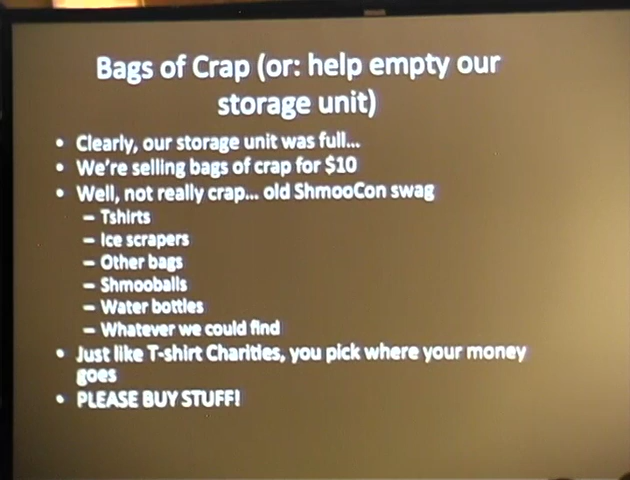 Bags of Crap (or: help empty our
storage unit)
• Clearly, our storage unit was full...
• We're selling bags of crap for $10
• Well, not really crap... old ShmooCon swag
– Tshirts
– Ice scrapers
– Other bags
– Shmooballs
– Water bottles
– Whatever we could find
• Just like T-shirt Charities, you pick where your money
goes
• PLEASE BUY STUFF!